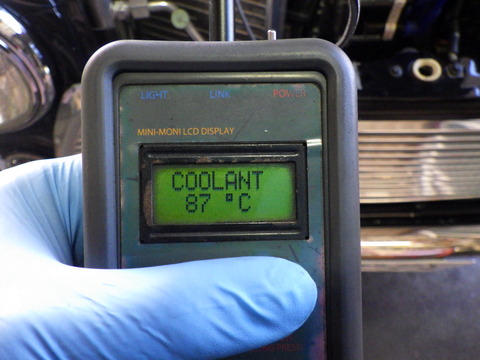 LIGHT LINK POWER
MINI-MONI LCD DISPLAY
COOLANT
87 °C